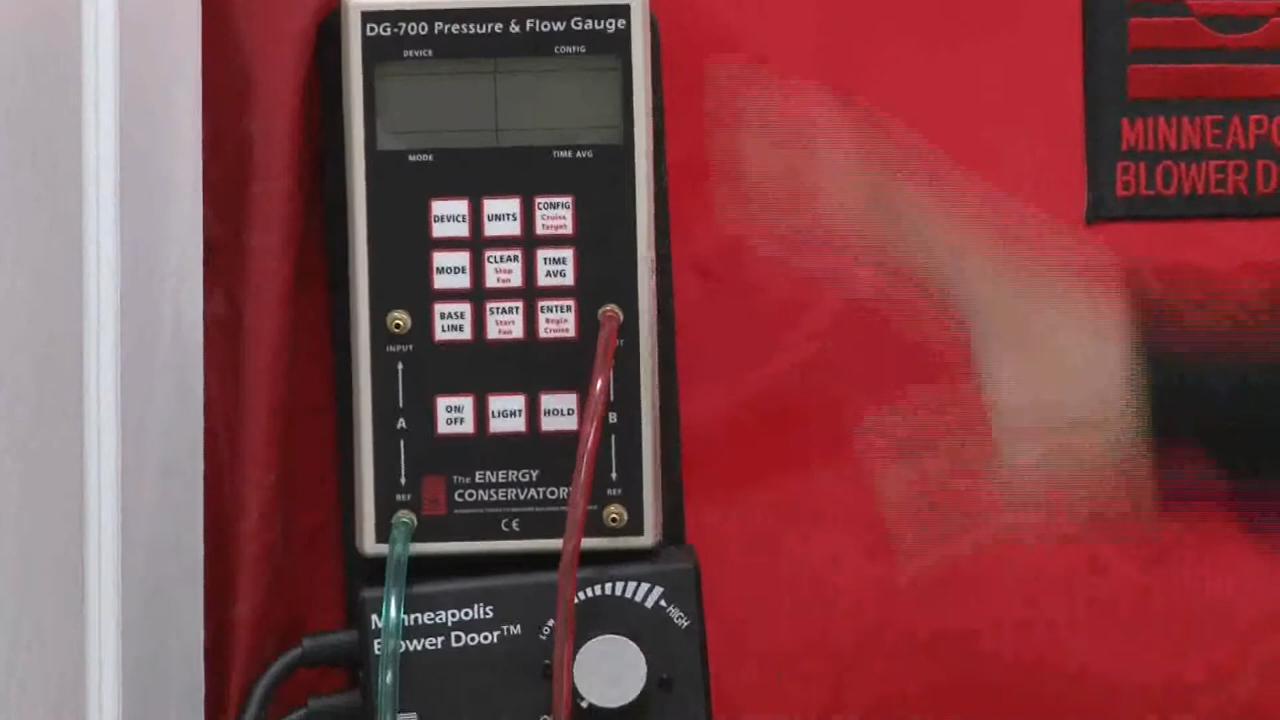 DG-700 Pressure & Flow Gauge
DEVICE
CONFIG
MODE
TIME AVG
DEVICE
UNITS
CONFIG
Cruise
Target
MODE
CLEAR
Stop
Fan
TIME
AVG
BASE
LINE
START
Start
Fan
ENTER
Begin
Cruise
INPUT
A
REF
B
REF
ON/
OFF
LIGHT
HOLD
The ENERGY
CONSERVATORY
CE
Minneapolis
Blower Door™
LOW
HIGH
MINNEAPO
BLOWER D